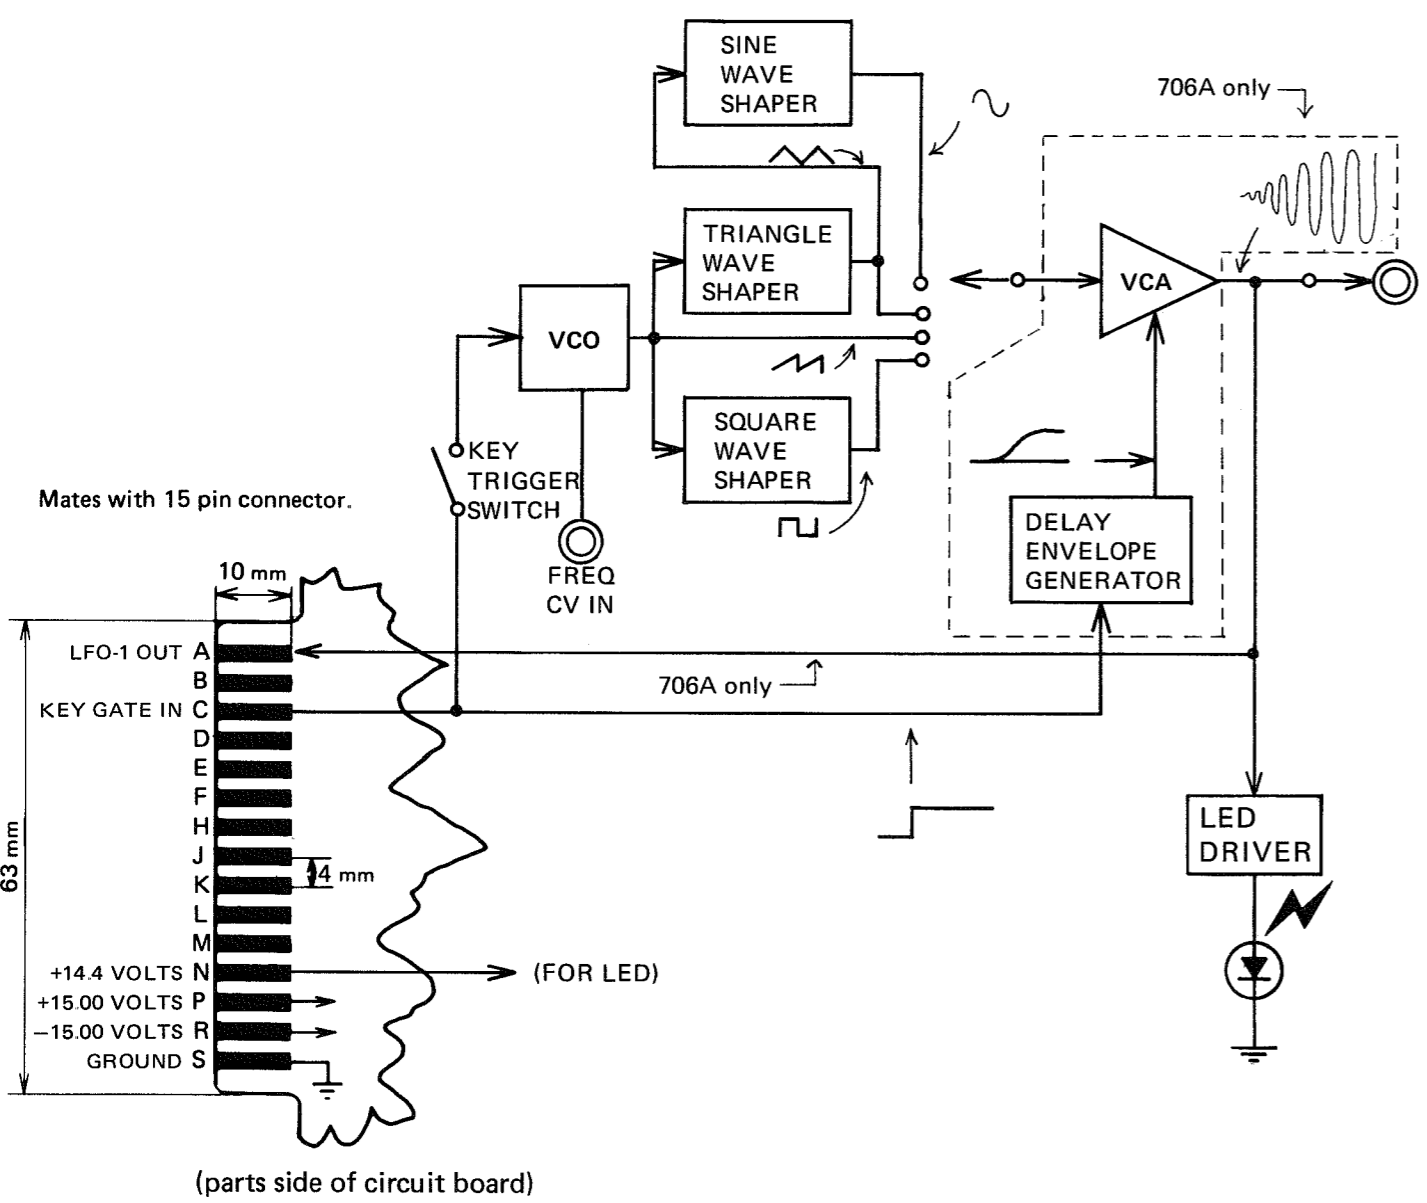 SINE
WAVE
SHAPER
706A only
TRIANGLE
WAVE
SHAPER
VCA
VCO
SQUARE
WAVE
SHAPER
KEY
TRIGGER
SWITCH
Mates with 15 pin connector.
DELAY
ENVELOPE
GENERATOR
FREQ
CV IN
10 mm
LFO-1 OUT A
B
706A only
KEY GATE IN C
D
E
F
H
LED
DRIVER
J
63 mm
4 mm
K
L
M
+14.4 VOLTS N
(FOR LED)
+15.00 VOLTS P
−15.00 VOLTS R
GROUND S
(parts side of circuit board)